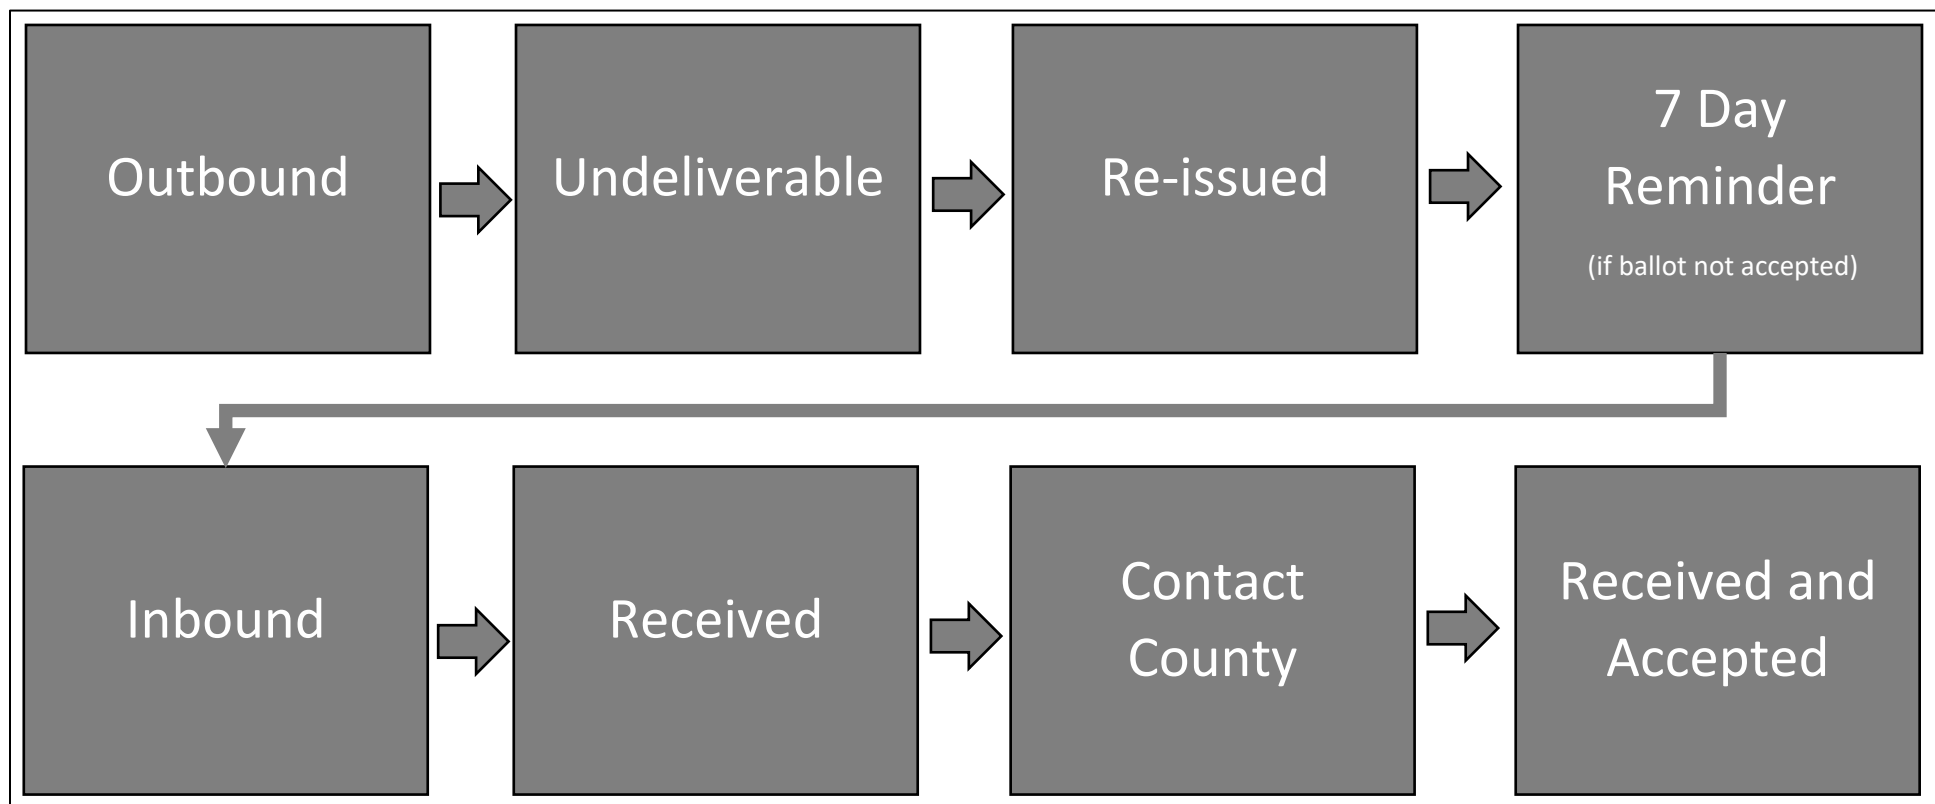 Outbound
Undeliverable
Re-issued
7 Day
Reminder
(if ballot not accepted)
Inbound
Received
Contact
County
Received and
Accepted